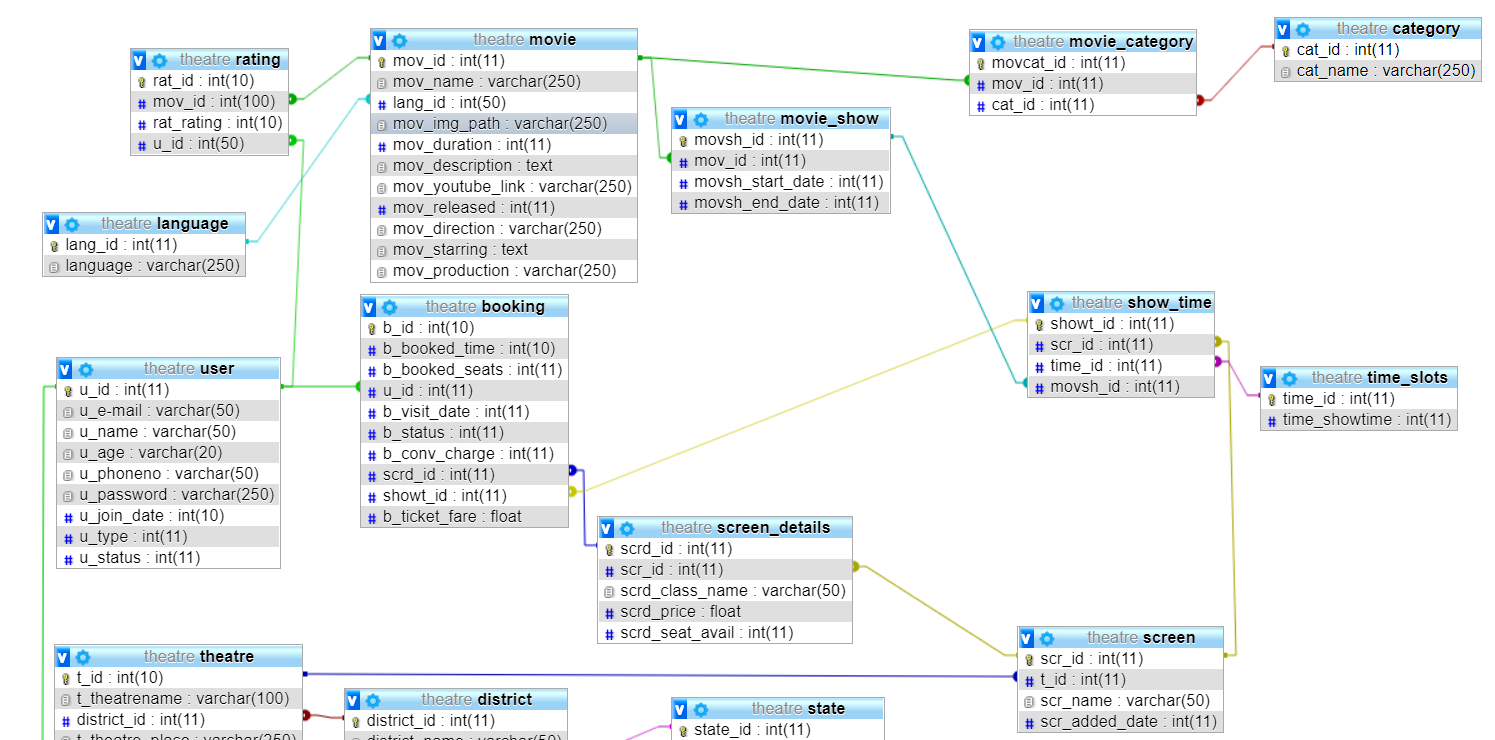 theatre rating
rat_id : int(10)
mov_id : int(100)
rat_rating : int(10)
u_id : int(50)
theatre movie
mov_id : int(11)
mov_name : varchar(250)
lang_id : int(50)
mov_img_path : varchar(250)
mov_duration : int(11)
mov_description : text
mov_youtube_link : varchar(250)
mov_released : int(11)
mov_direction : varchar(250)
mov_starring : text
mov_production : varchar(250)
theatre movie_category
movcat_id : int(11)
mov_id : int(11)
cat_id : int(11)
theatre category
cat_id : int(11)
cat_name : varchar(250)
theatre movie_show
movsh_id : int(11)
mov_id : int(11)
movsh_start_date : int(11)
movsh_end_date : int(11)
theatre language
lang_id : int(11)
language : varchar(250)
theatre booking
b_id : int(10)
b_booked_time : int(10)
b_booked_seats : int(11)
u_id : int(11)
b_visit_date : int(11)
b_status : int(11)
b_conv_charge : int(11)
scrd_id : int(11)
showt_id : int(11)
b_ticket_fare : float
theatre show_time
showt_id : int(11)
scr_id : int(11)
time_id : int(11)
movsh_id : int(11)
theatre user
u_id : int(11)
u_e-mail : varchar(50)
u_name : varchar(50)
u_age : varchar(20)
u_phoneno : varchar(50)
u_password : varchar(250)
u_join_date : int(10)
u_type : int(11)
u_status : int(11)
theatre time_slots
time_id : int(11)
time_showtime : int(11)
theatre screen_details
scrd_id : int(11)
scr_id : int(11)
scrd_class_name : varchar(50)
scrd_price : float
scrd_seat_avail : int(11)
theatre screen
scr_id : int(11)
t_id : int(11)
scr_name : varchar(50)
scr_added_date : int(11)
theatre theatre
t_id : int(10)
t_theatrename : varchar(100)
district_id : int(11)
t_theatre_place : varchar(250)
theatre district
district_id : int(11)
district_name : varchar(50)
theatre state
state_id : int(11)